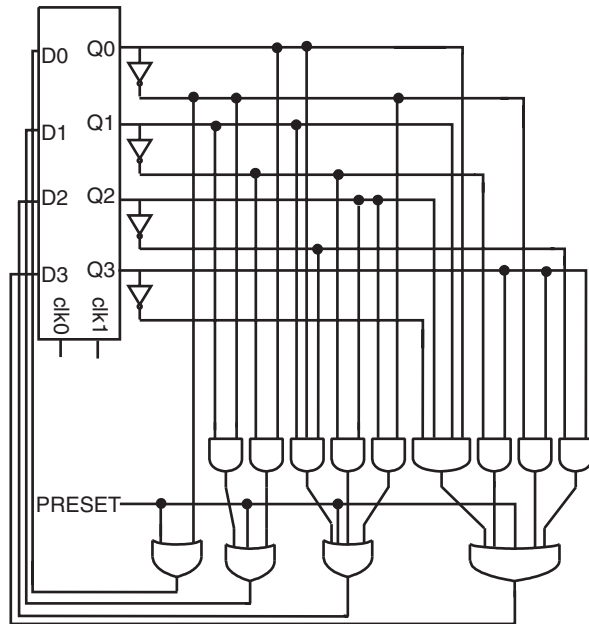 D0 Q0
D1 Q1
D2 Q2
D3 Q3
clk0 clk1
PRESET